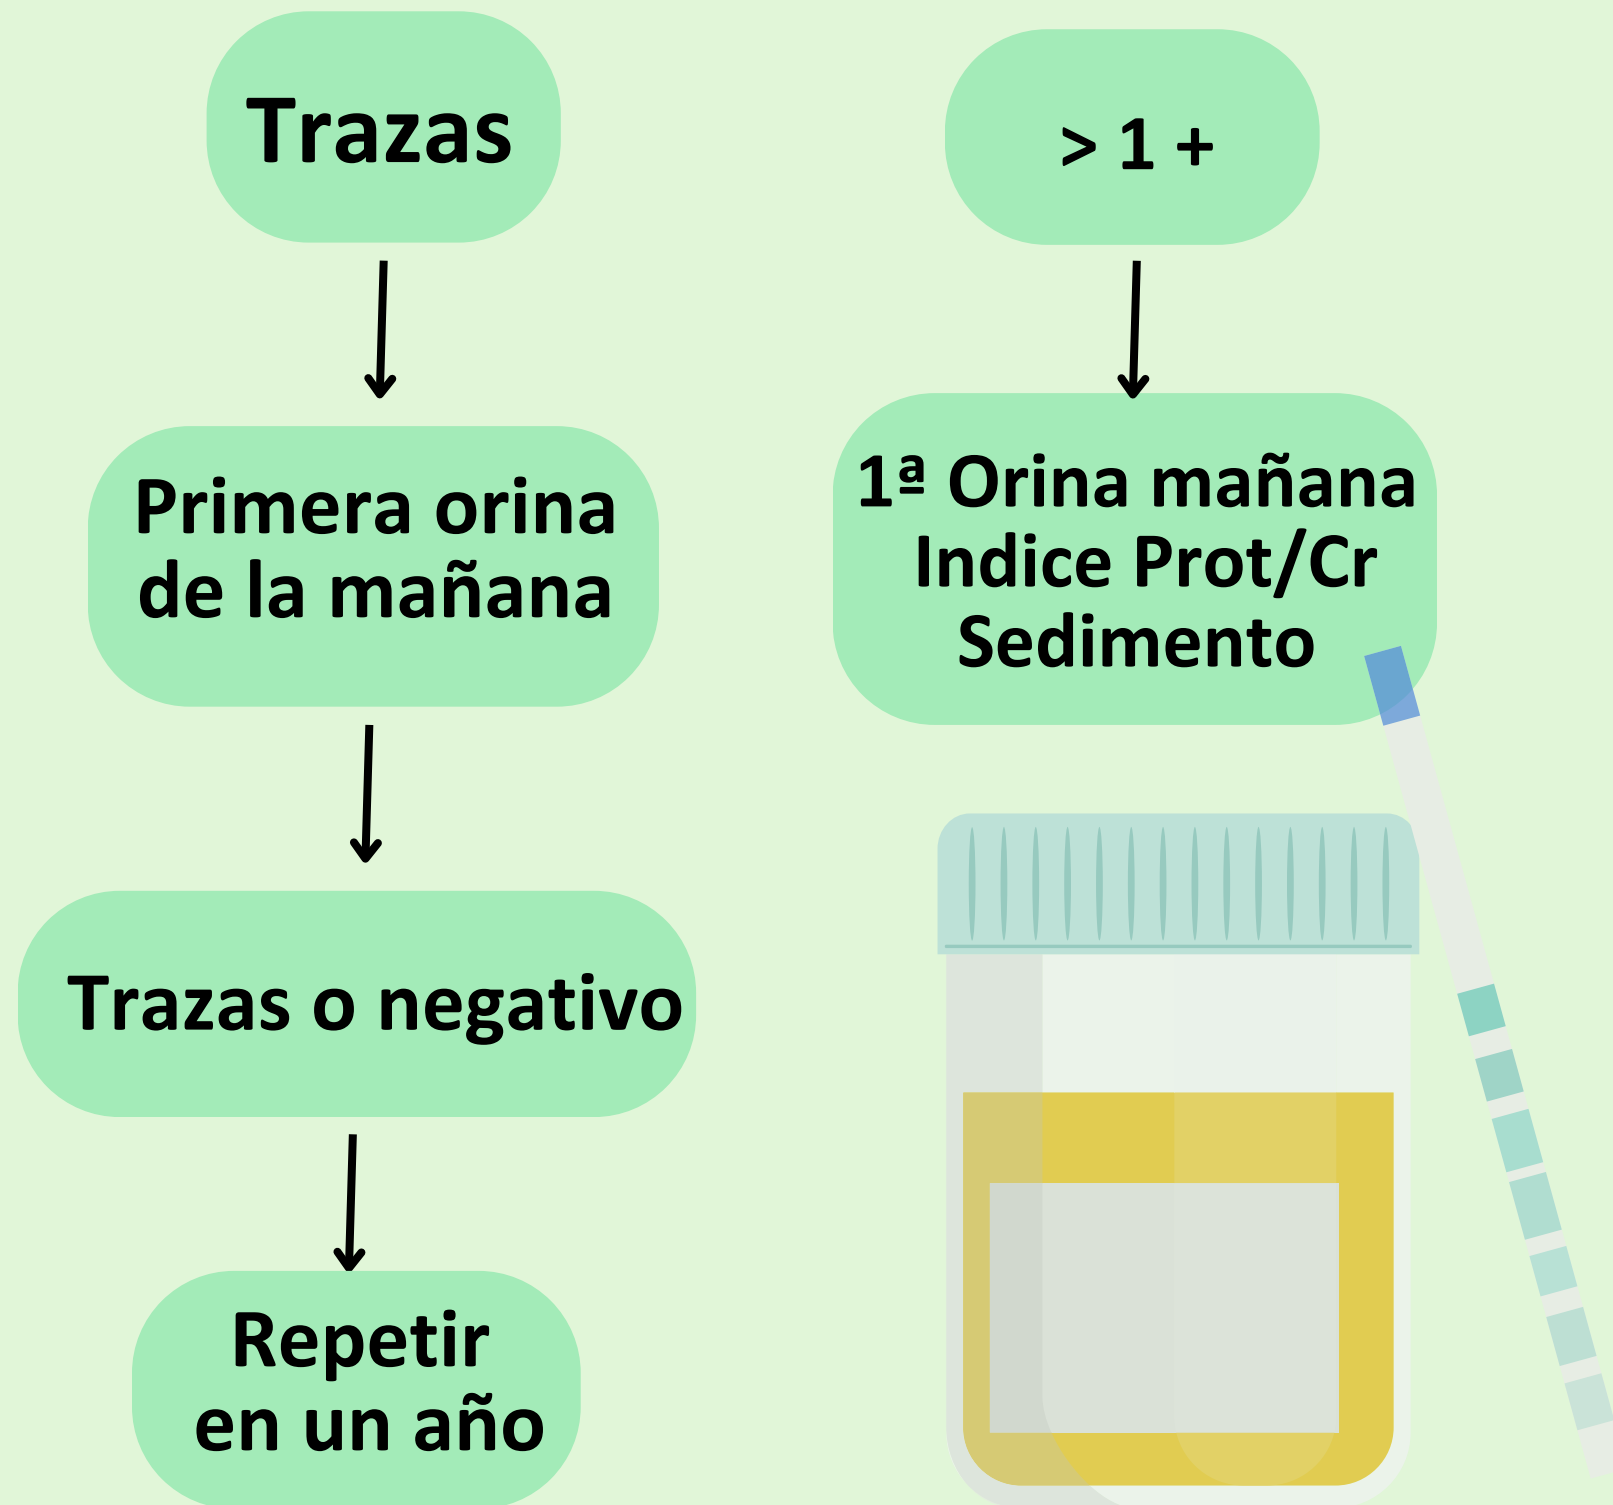 Trazas
Primera orina
de la mañana
Trazas o negativo
Repetir
en un año
> 1 +
1ª Orina mañana
Indice Prot/Cr
Sedimento